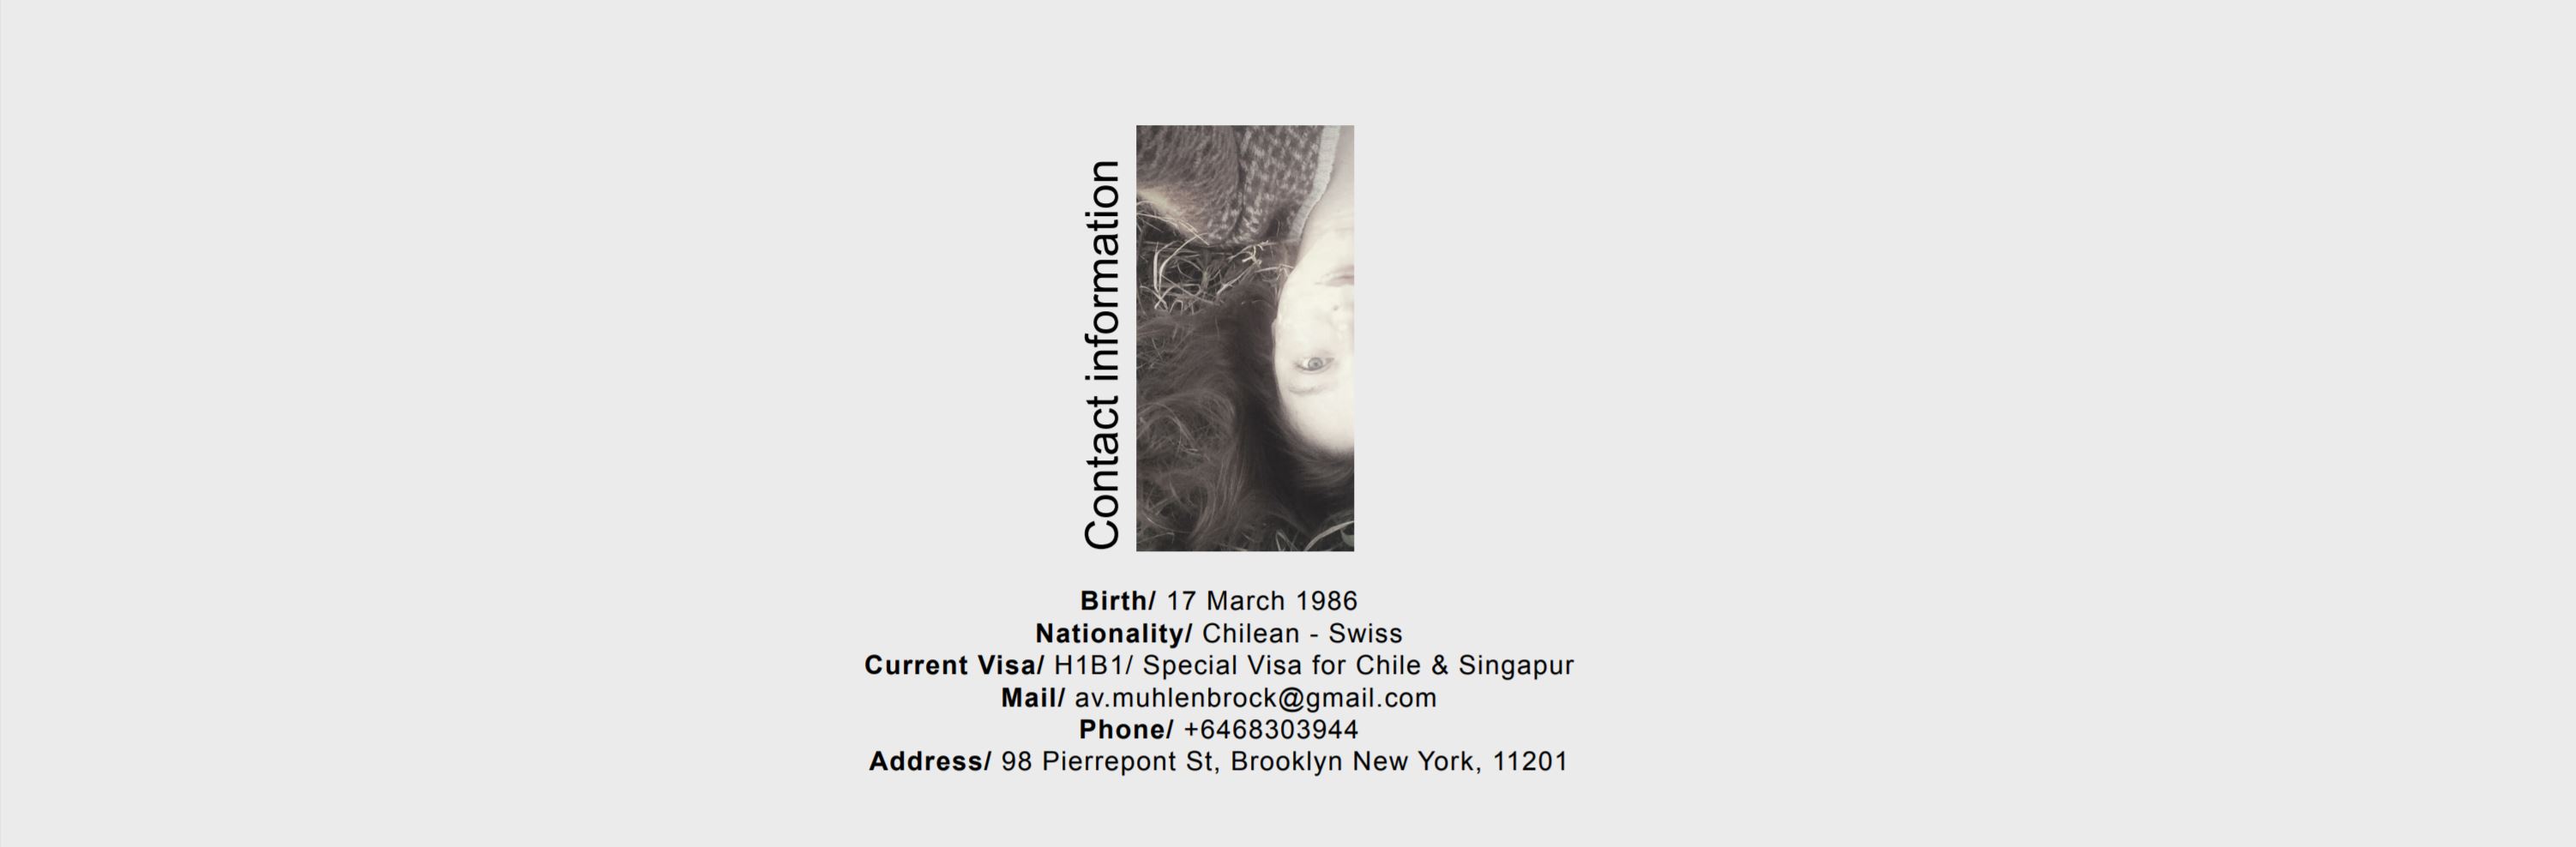 Contact information
Birth/ 17 March 1986
Nationality/ Chilean - Swiss
Current Visa/ H1B1/ Special Visa for Chile & Singapur
Mail/ av.muhlenbrock@gmail.com
Phone/ +6468303944
Address/ 98 Pierrepont St, Brooklyn New York, 11201